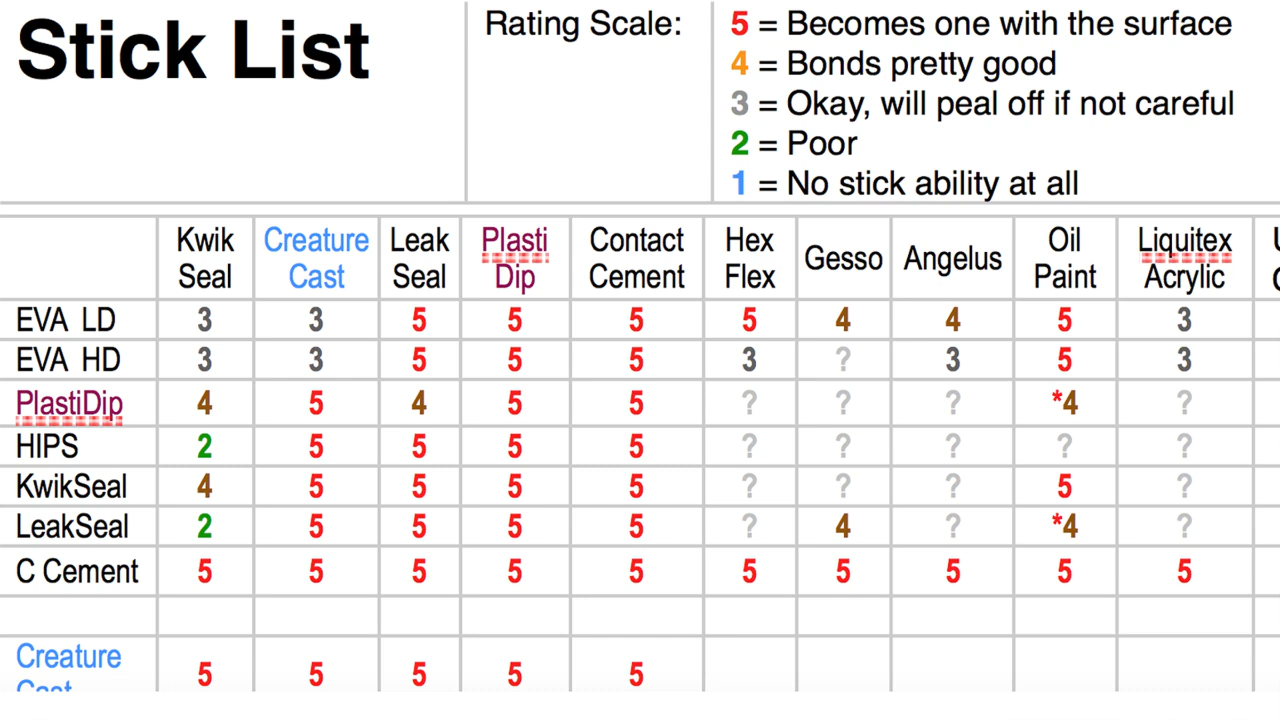 Stick List
Rating Scale:
5 = Becomes one with the surface
4 = Bonds pretty good
3 = Okay, will peal off if not careful
2 = Poor
1 = No stick ability at all
Kwik Seal Creature Cast Leak Seal Plasti Dip Contact Cement Hex Flex Gesso Angelus Oil Paint Liquitex Acrylic
EVA LD 3 3 5 5 5 5 4 4 5 3
EVA HD 3 3 5 5 5 3 ? 3 5 3
PlastiDip 4 5 4 5 5 ? ? ? *4 ?
HIPS 2 5 5 5 5 ? ? ? ? ?
KwikSeal 4 5 5 5 5 ? ? ? 5 ?
LeakSeal 2 5 5 5 5 ? 4 ? *4 ?
C Cement 5 5 5 5 5 5 5 5 5 5
Creature Cast 5 5 5 5 5